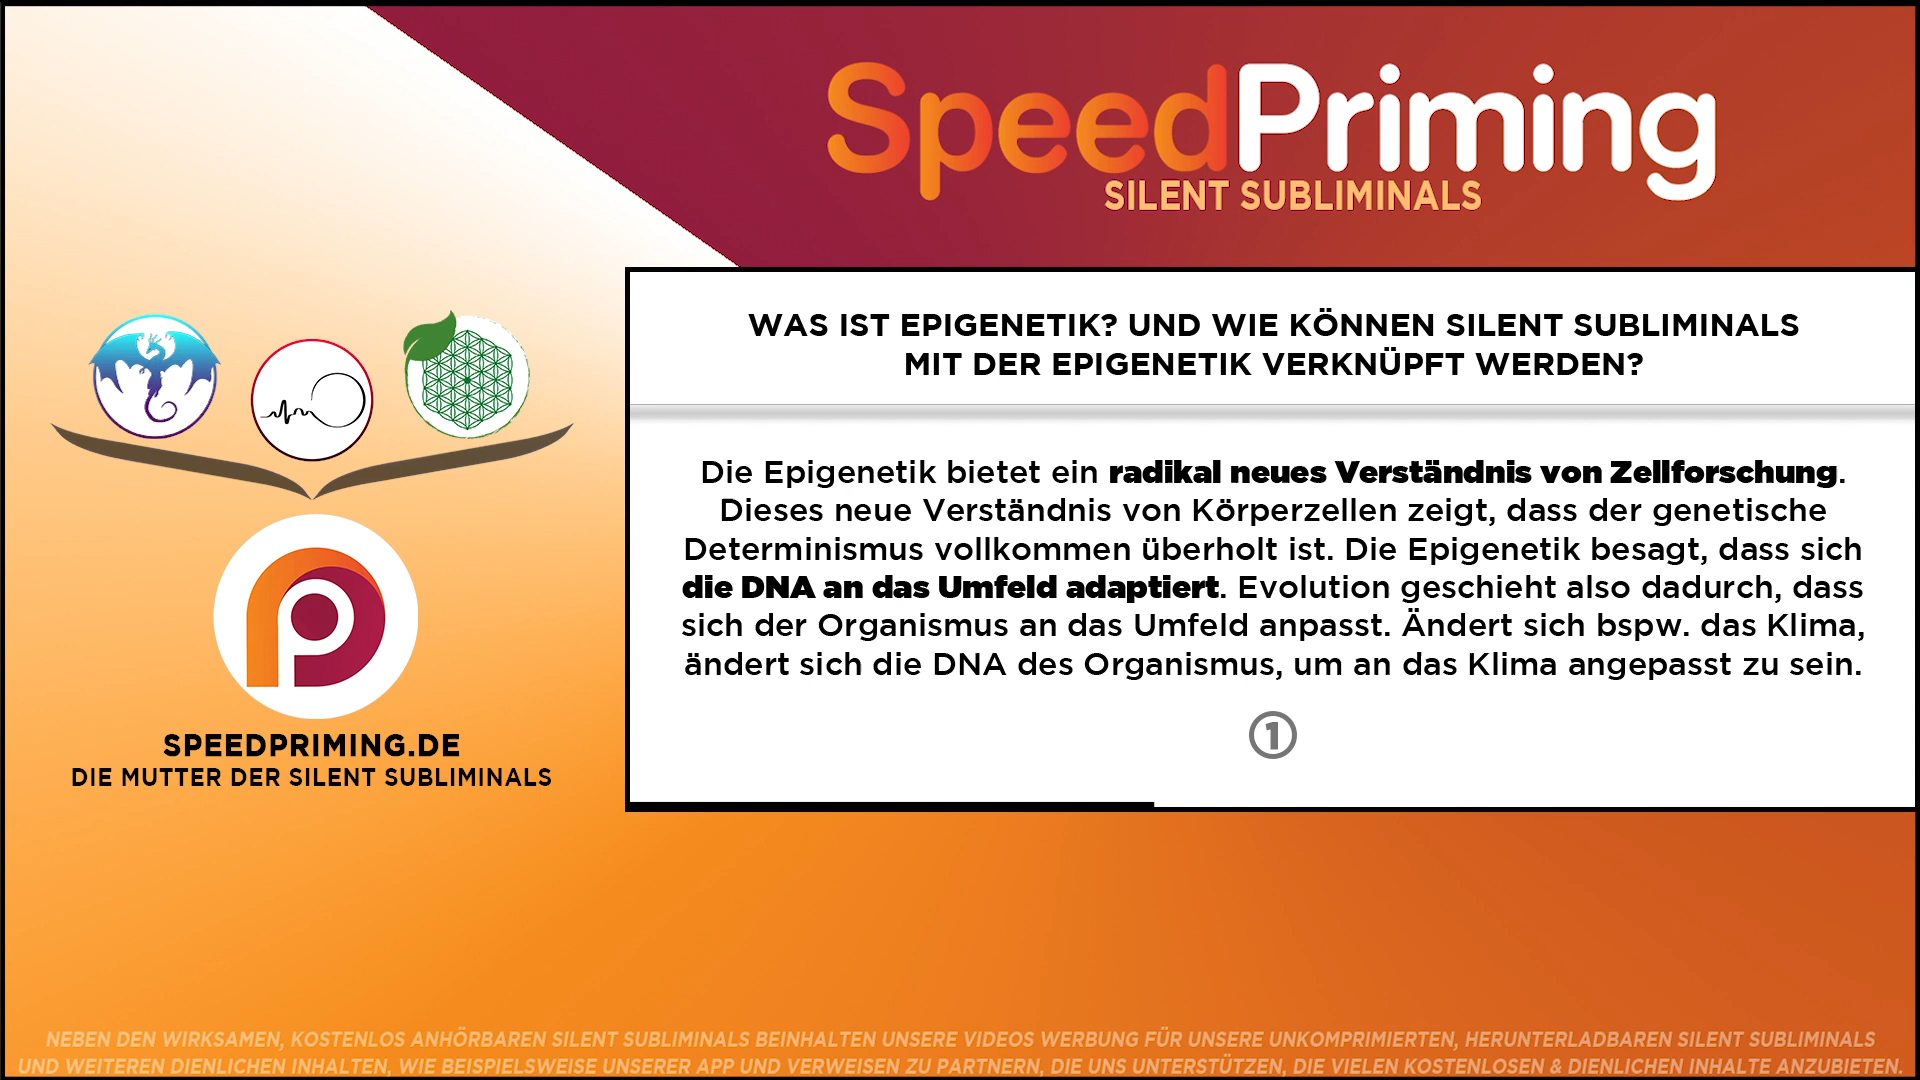 SpeedPriming
SILENT SUBLIMINALS
WAS IST EPIGENETIK? UND WIE KÖNNEN SILENT SUBLIMINALS
MIT DER EPIGENETIK VERKNÜPFT WERDEN?
Die Epigenetik bietet ein radikal neues Verständnis von Zellforschung.
Dieses neue Verständnis von Körperzellen zeigt, dass der genetische
Determinismus vollkommen überholt ist. Die Epigenetik besagt, dass sich
die DNA an das Umfeld adaptiert. Evolution geschieht also dadurch, dass
sich der Organismus an das Umfeld anpasst. Ändert sich bspw. das Klima,
ändert sich die DNA des Organismus, um an das Klima angepasst zu sein.
1
SPEEDPRIMING.DE
DIE MUTTER DER SILENT SUBLIMINALS
NEBEN DEN WIRKSAMEN, KOSTENLOS ANHÖRBAREN SILENT SUBLIMINALS BEINHALTEN UNSERE VIDEOS WERBUNG FÜR UNSERE UNKOMPRIMIERTEN, HERUNTERLADBAREN SILENT SUBLIMINALS
UND WEITEREN DIENLICHEN INHALTEN, WIE BEISPIELSWEISE UNSERER APP UND VERWEISEN ZU PARTNERN, DIE UNS UNTERSTÜTZEN, DIE VIELEN KOSTENLOSEN & DIENLICHEN INHALTE ANZUBIETEN.